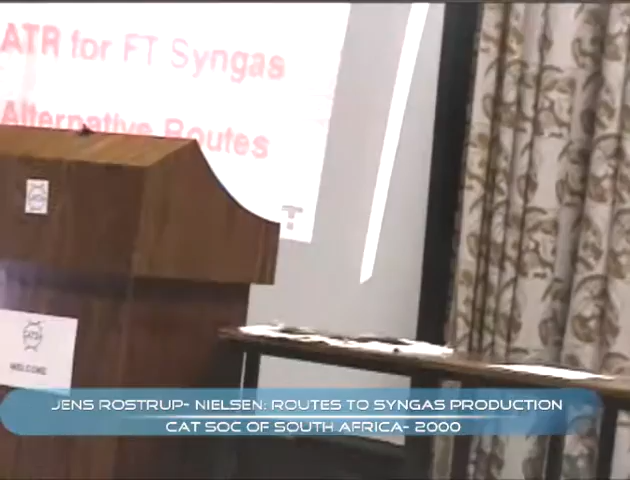 ATR for FT Syngas
Alternative Routes
CATSA
WELCOME
JENS ROSTRUP- NIELSEN: ROUTES TO SYNGAS PRODUCTION
CAT SOC OF SOUTH AFRICA- 2000